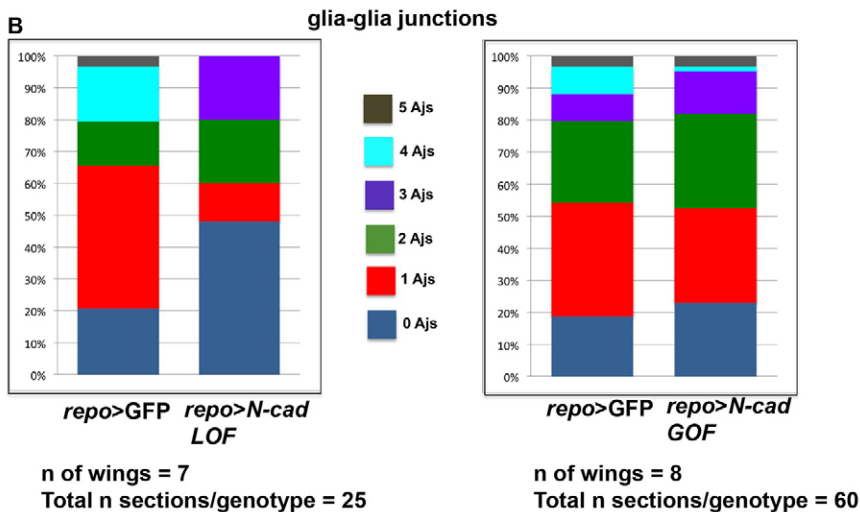 B
glia-glia junctions
100%
90%
80%
70%
60%
50%
40%
30%
20%
10%
0%
repo>GFP
repo>N-cad
LOF
n of wings = 7
Total n sections/genotype = 25
5 Ajs
4 Ajs
3 Ajs
2 Ajs
1 Ajs
0 Ajs
100%
90%
80%
70%
60%
50%
40%
30%
20%
10%
0%
repo>GFP
repo>N-cad
GOF
n of wings = 8
Total n sections/genotype = 60